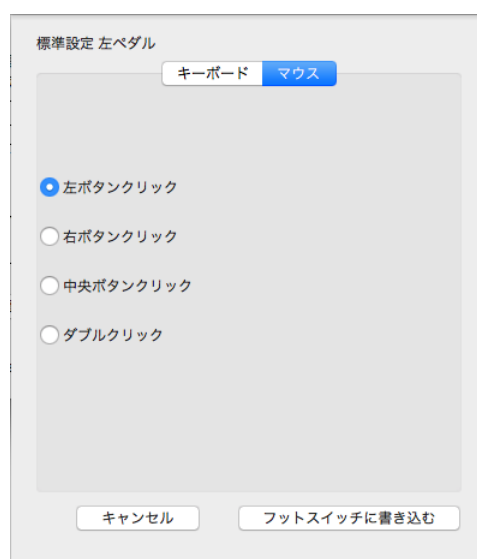 標準設定 左ペダル
キーボード マウス
左ボタンクリック
右ボタンクリック
中央ボタンクリック
ダブルクリック
キャンセル フットスイッチに書き込む